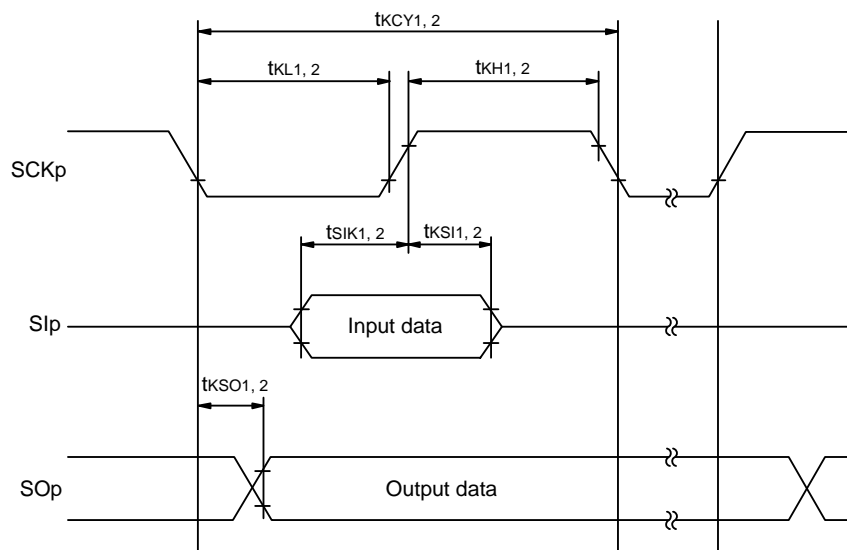 tKCY1, 2
tKL1, 2
tKH1, 2
SCKp
tSIK1, 2
tKSI1, 2
SIp
Input data
tKSO1, 2
SOp
Output data